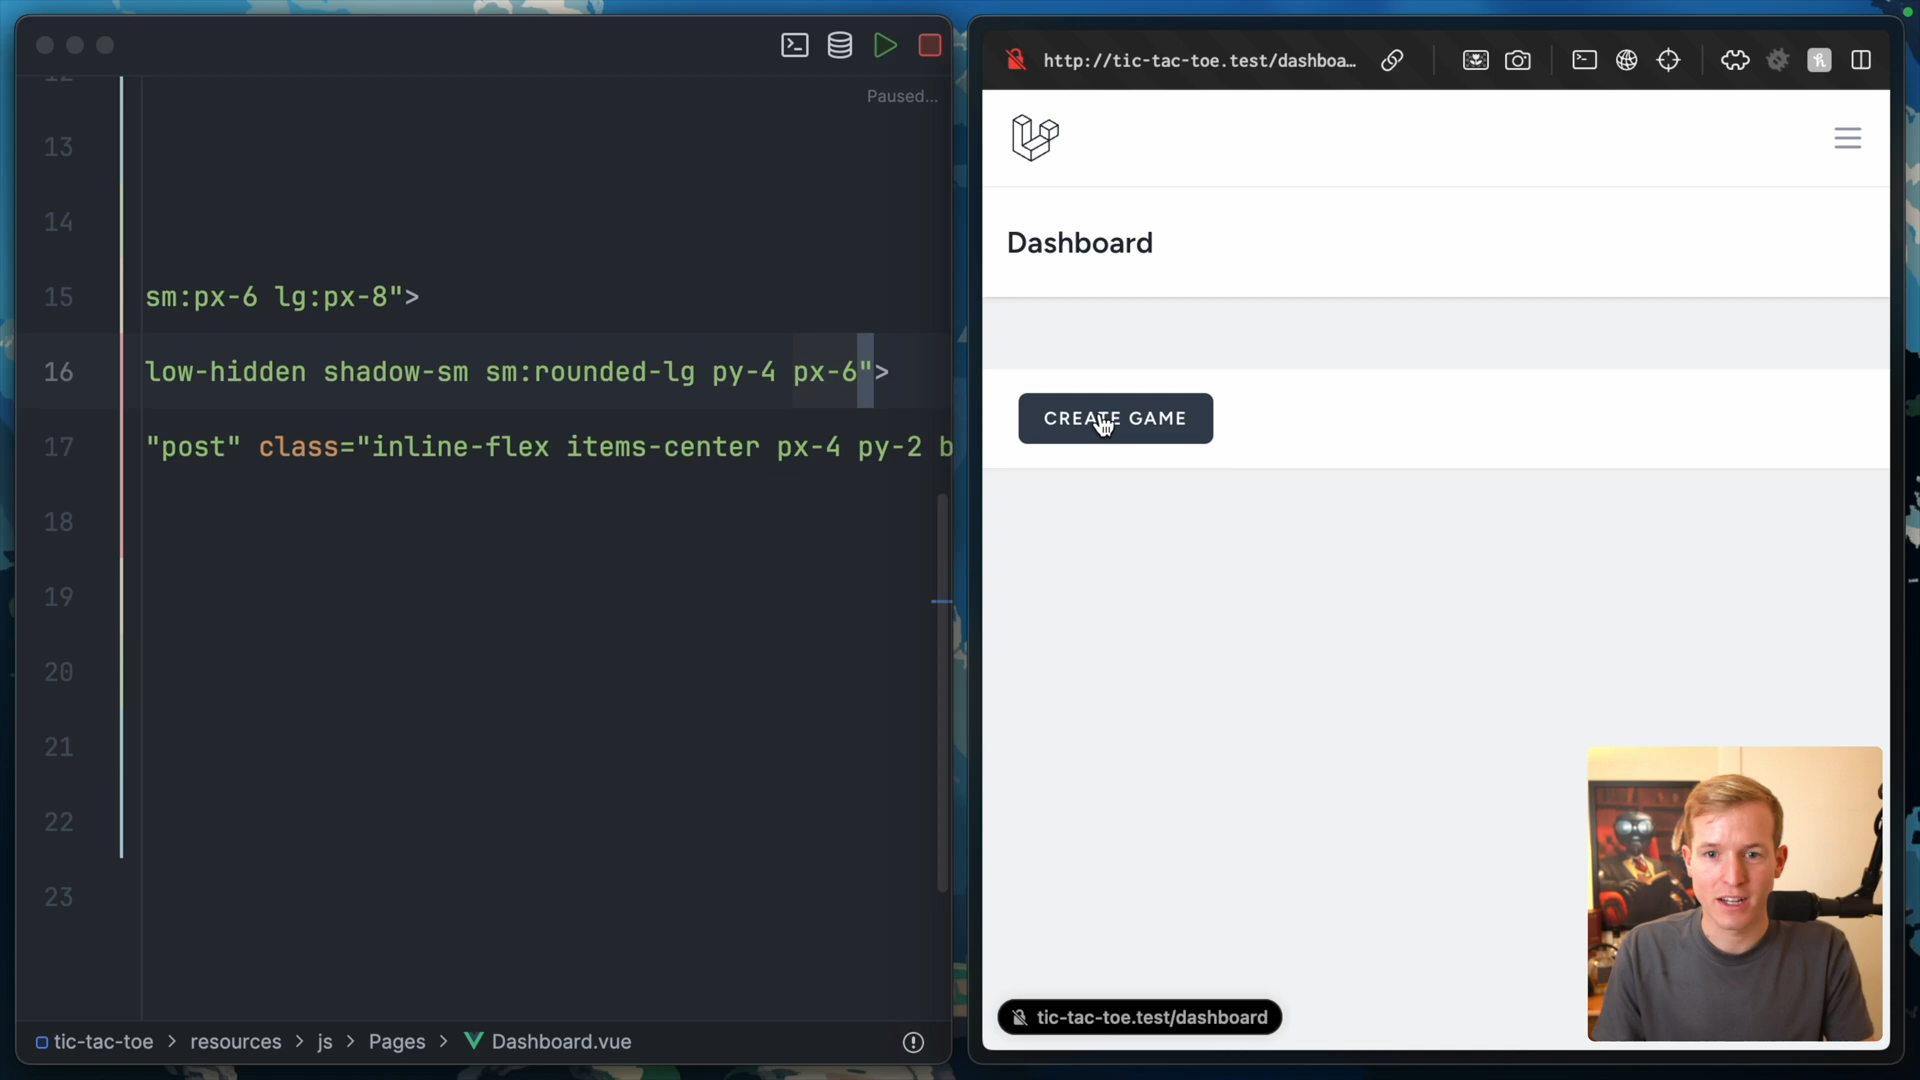 Paused...
12
13
14
15 sm:px-6 lg:px-8">
16 low-hidden shadow-sm sm:rounded-lg py-4 px-6">
17 "post" class="inline-flex items-center px-4 py-2 b
18
19
20
21
22
23
tic-tac-toe > resources > js > Pages > Dashboard.vue
http://tic-tac-toe.test/dashboa...
Dashboard
CREATE GAME
tic-tac-toe.test/dashboard